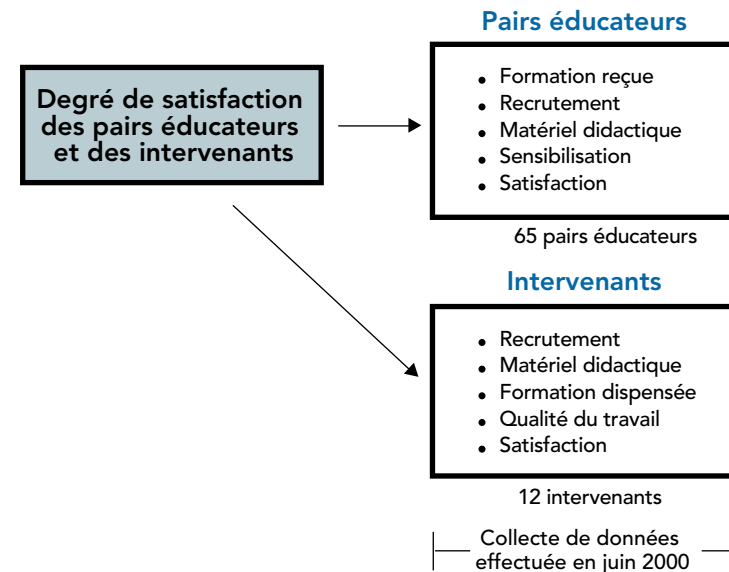 Pairs éducateurs
Degré de satisfaction
des pairs éducateurs
et des intervenants
• Formation reçue
• Recrutement
• Matériel didactique
• Sensibilisation
• Satisfaction
65 pairs éducateurs
Intervenants
• Recrutement
• Matériel didactique
• Formation dispensée
• Qualité du travail
• Satisfaction
12 intervenants
Collecte de données
effectuée en juin 2000